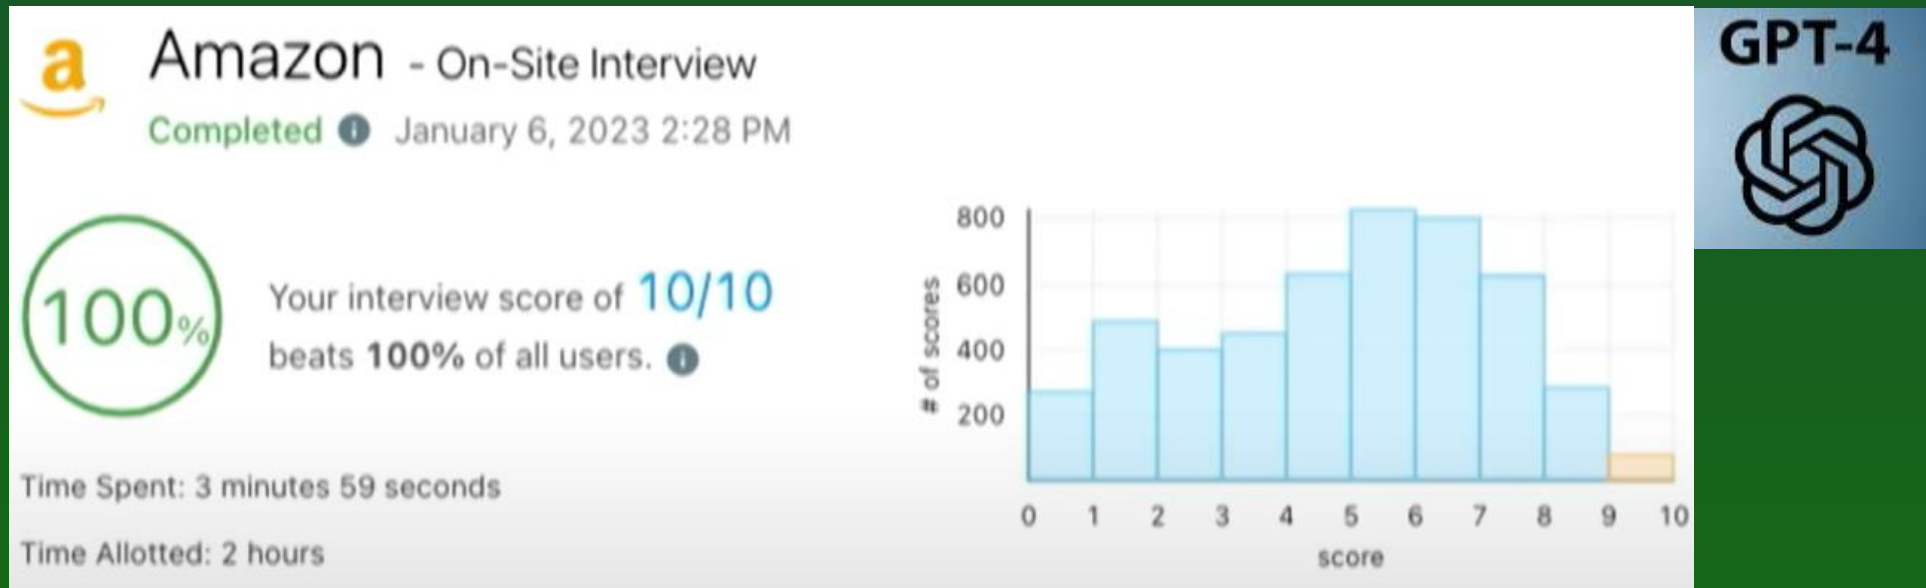 Amazon - On-Site Interview
Completed i January 6, 2023 2:28 PM
100%
Your interview score of 10/10
beats 100% of all users. i
Time Spent: 3 minutes 59 seconds
Time Allotted: 2 hours
# of scores
800
600
400
200
0 1 2 3 4 5 6 7 8 9 10
score
GPT-4